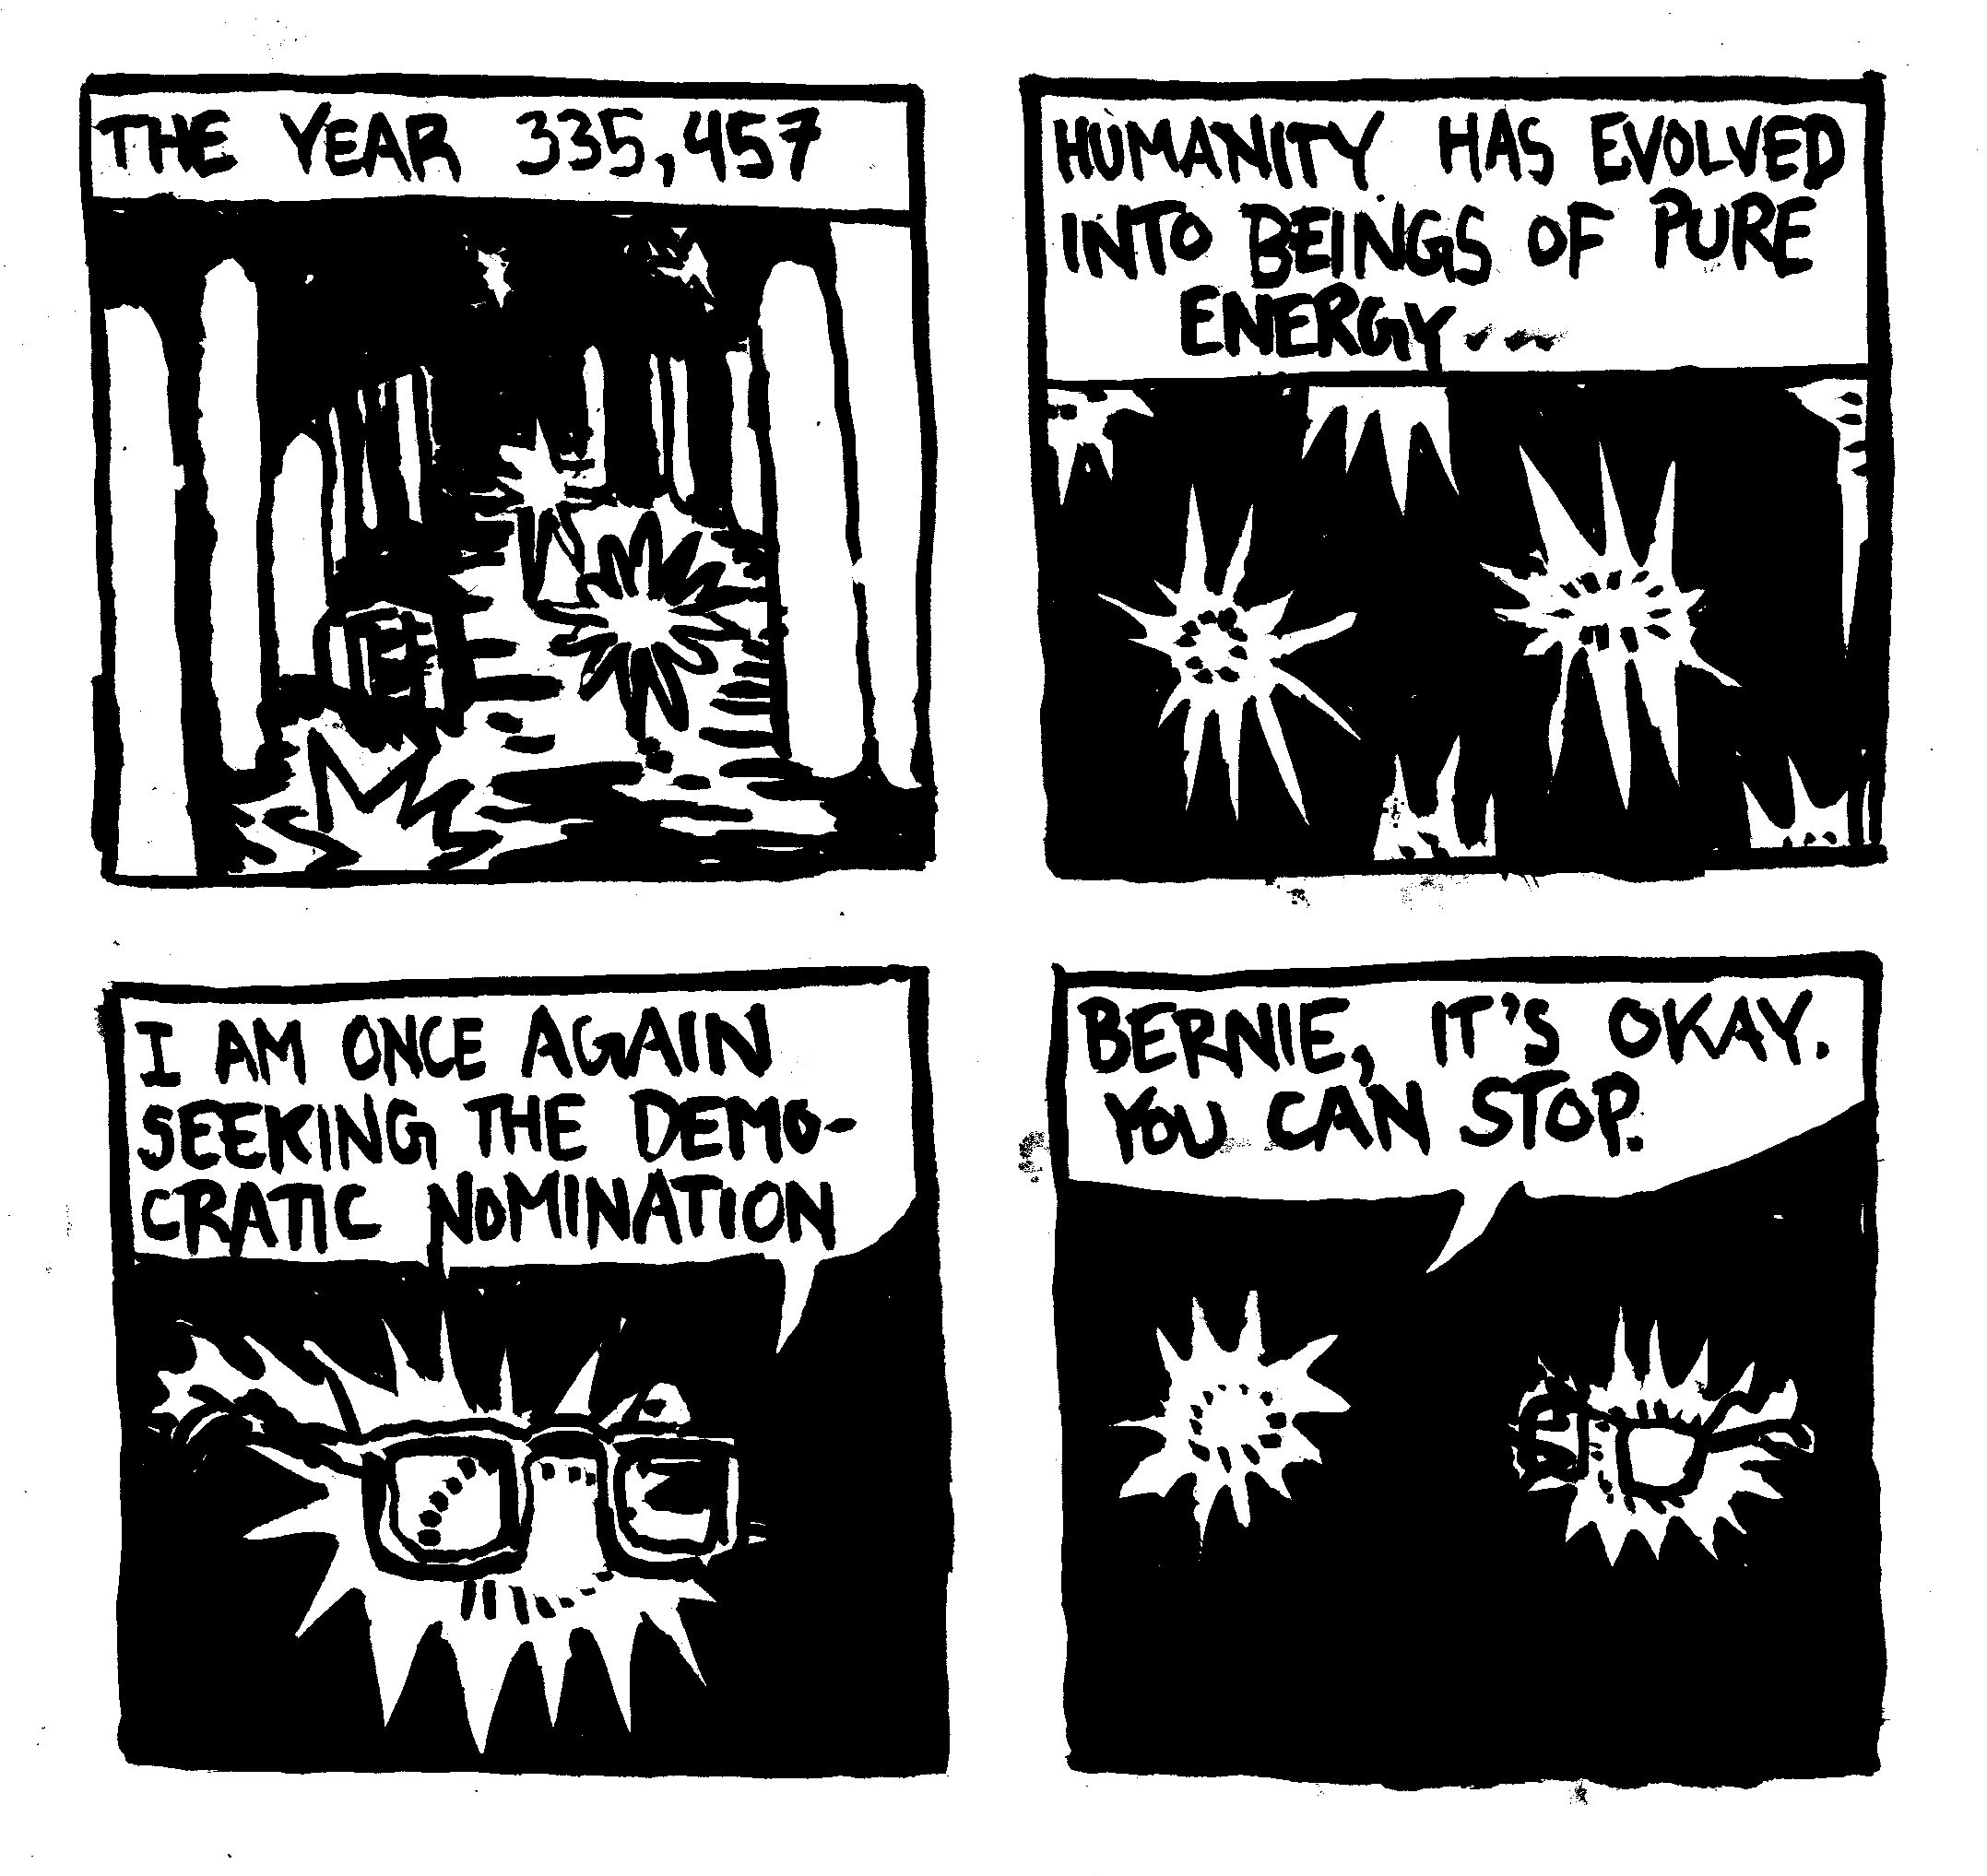 THE YEAR 335,457
HUMANITY HAS EVOLVED
INTO BEINGS OF PURE
ENERGY...
I AM ONCE AGAIN
SEEKING THE DEMO-
CRATIC NOMINATION
BERNIE, IT'S OKAY.
YOU CAN STOP.